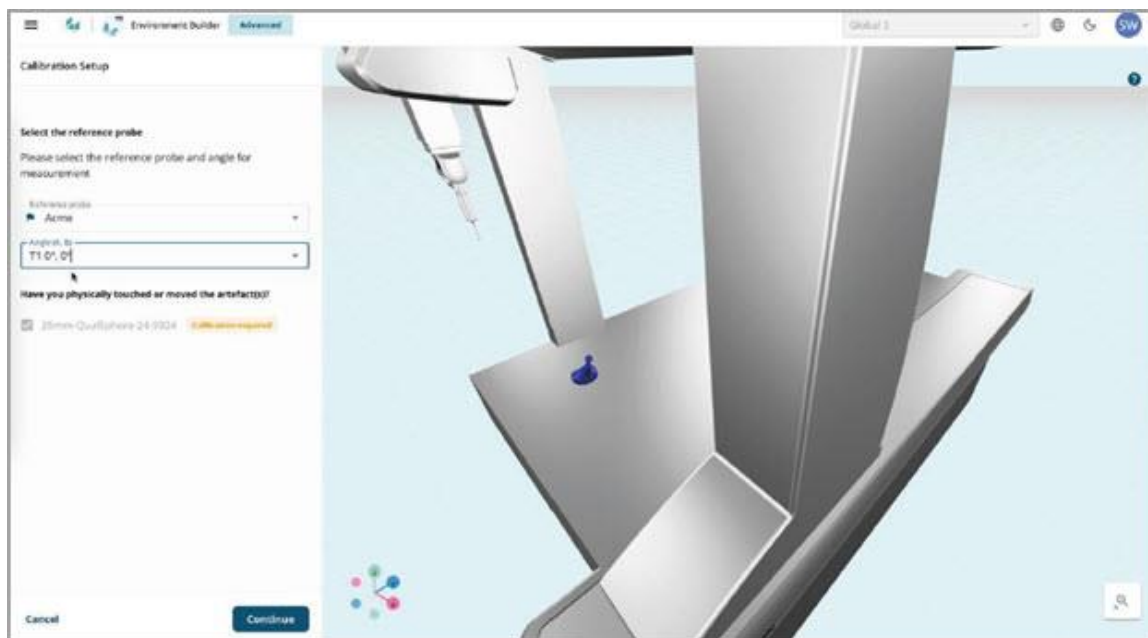 Environment Builder Advanced Global 3 SW
Calibration Setup
Select the reference probe
Please select the reference probe and angle for
measurement
Reference probe
Acme
T1 0°, 0°
Have you physically touched or moved the artefact(s)?
Calibration required
Cancel Continue